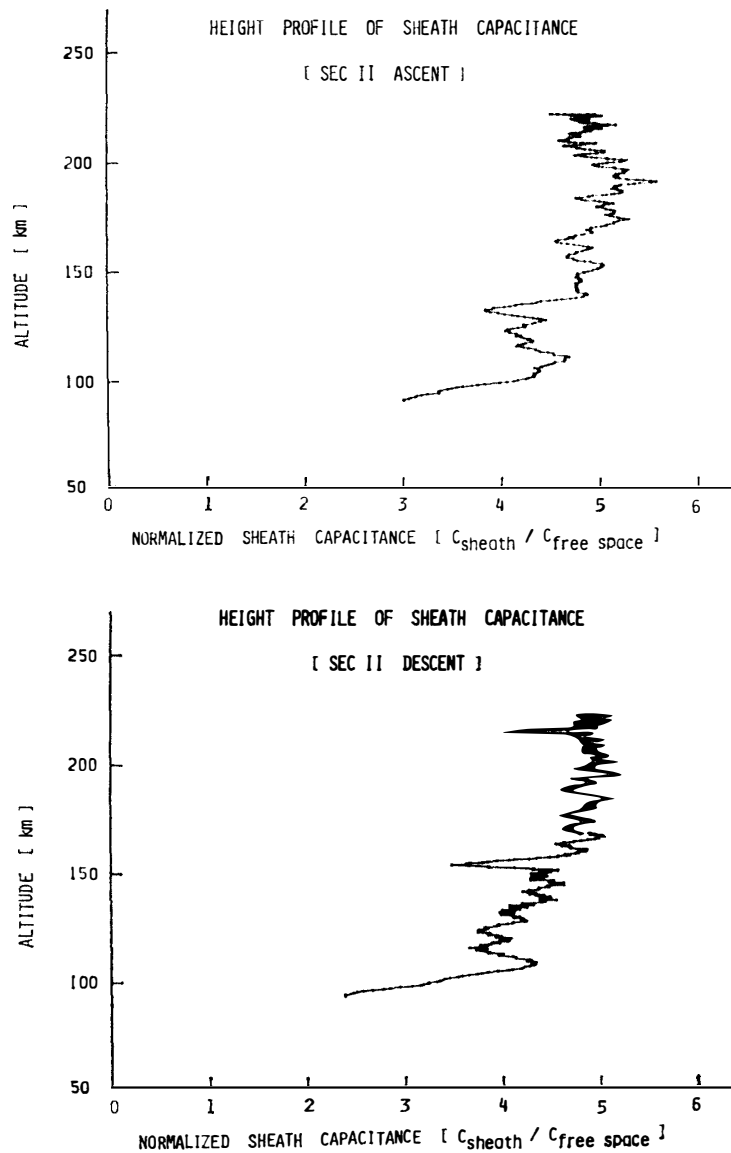 HEIGHT PROFILE OF SHEATH CAPACITANCE
[ SEC II ASCENT ]
250
200
150
100
50
ALTITUDE [ km ]
0 1 2 3 4 5 6
NORMALIZED SHEATH CAPACITANCE [ Csheath / Cfree space ]
HEIGHT PROFILE OF SHEATH CAPACITANCE
[ SEC II DESCENT ]
250
200
150
100
50
ALTITUDE [ km ]
0 1 2 3 4 5 6
NORMALIZED SHEATH CAPACITANCE [ Csheath / Cfree space ]